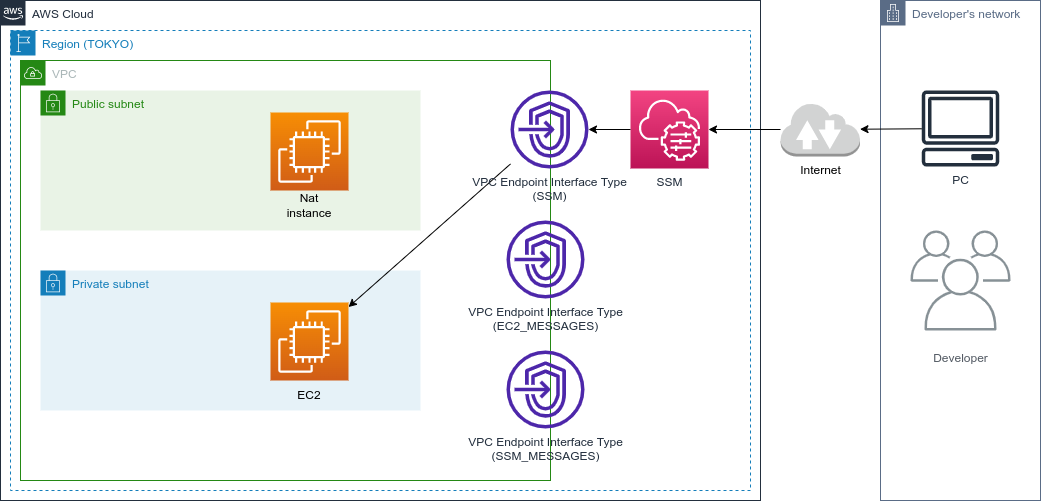 aws
AWS Cloud
Developer's network
Region (TOKYO)
VPC
Public subnet
Nat
instance
VPC Endpoint Interface Type
(SSM)
SSM
Internet
PC
Private subnet
EC2
VPC Endpoint Interface Type
(EC2_MESSAGES)
Developer
VPC Endpoint Interface Type
(SSM_MESSAGES)